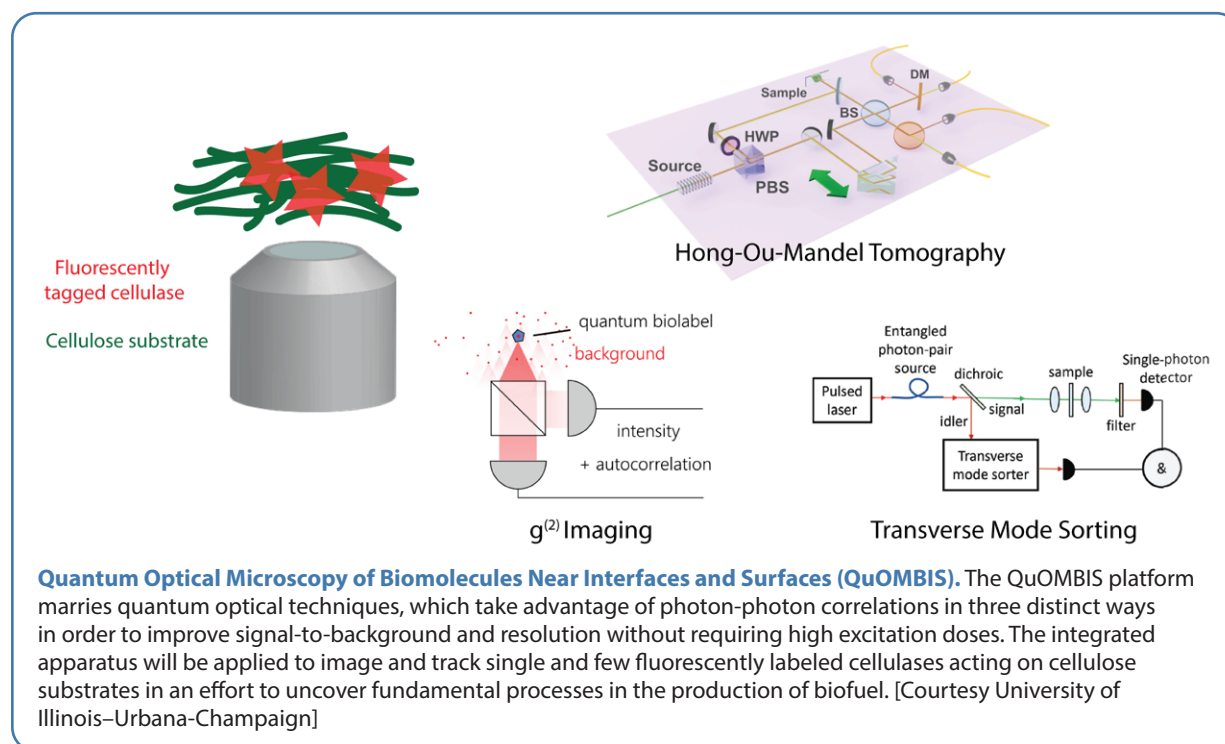 Fluorescently
tagged cellulase
Cellulose substrate
Sample
DM
BS
HWP
Source
PBS
Hong-Ou-Mandel Tomography
quantum biolabel
background
intensity
+ autocorrelation
g⁽²⁾ Imaging
Entangled
photon-pair
source
Pulsed
laser
dichroic
signal
idler
sample
Single-photon
detector
filter
Transverse
mode sorter
&
Transverse Mode Sorting
Quantum Optical Microscopy of Biomolecules Near Interfaces and Surfaces (QuOMBIS). The QuOMBIS platform
marries quantum optical techniques, which take advantage of photon-photon correlations in three distinct ways
in order to improve signal-to-background and resolution without requiring high excitation doses. The integrated
apparatus will be applied to image and track single and few fluorescently labeled cellulases acting on cellulose
substrates in an effort to uncover fundamental processes in the production of biofuel. [Courtesy University of
Illinois–Urbana-Champaign]